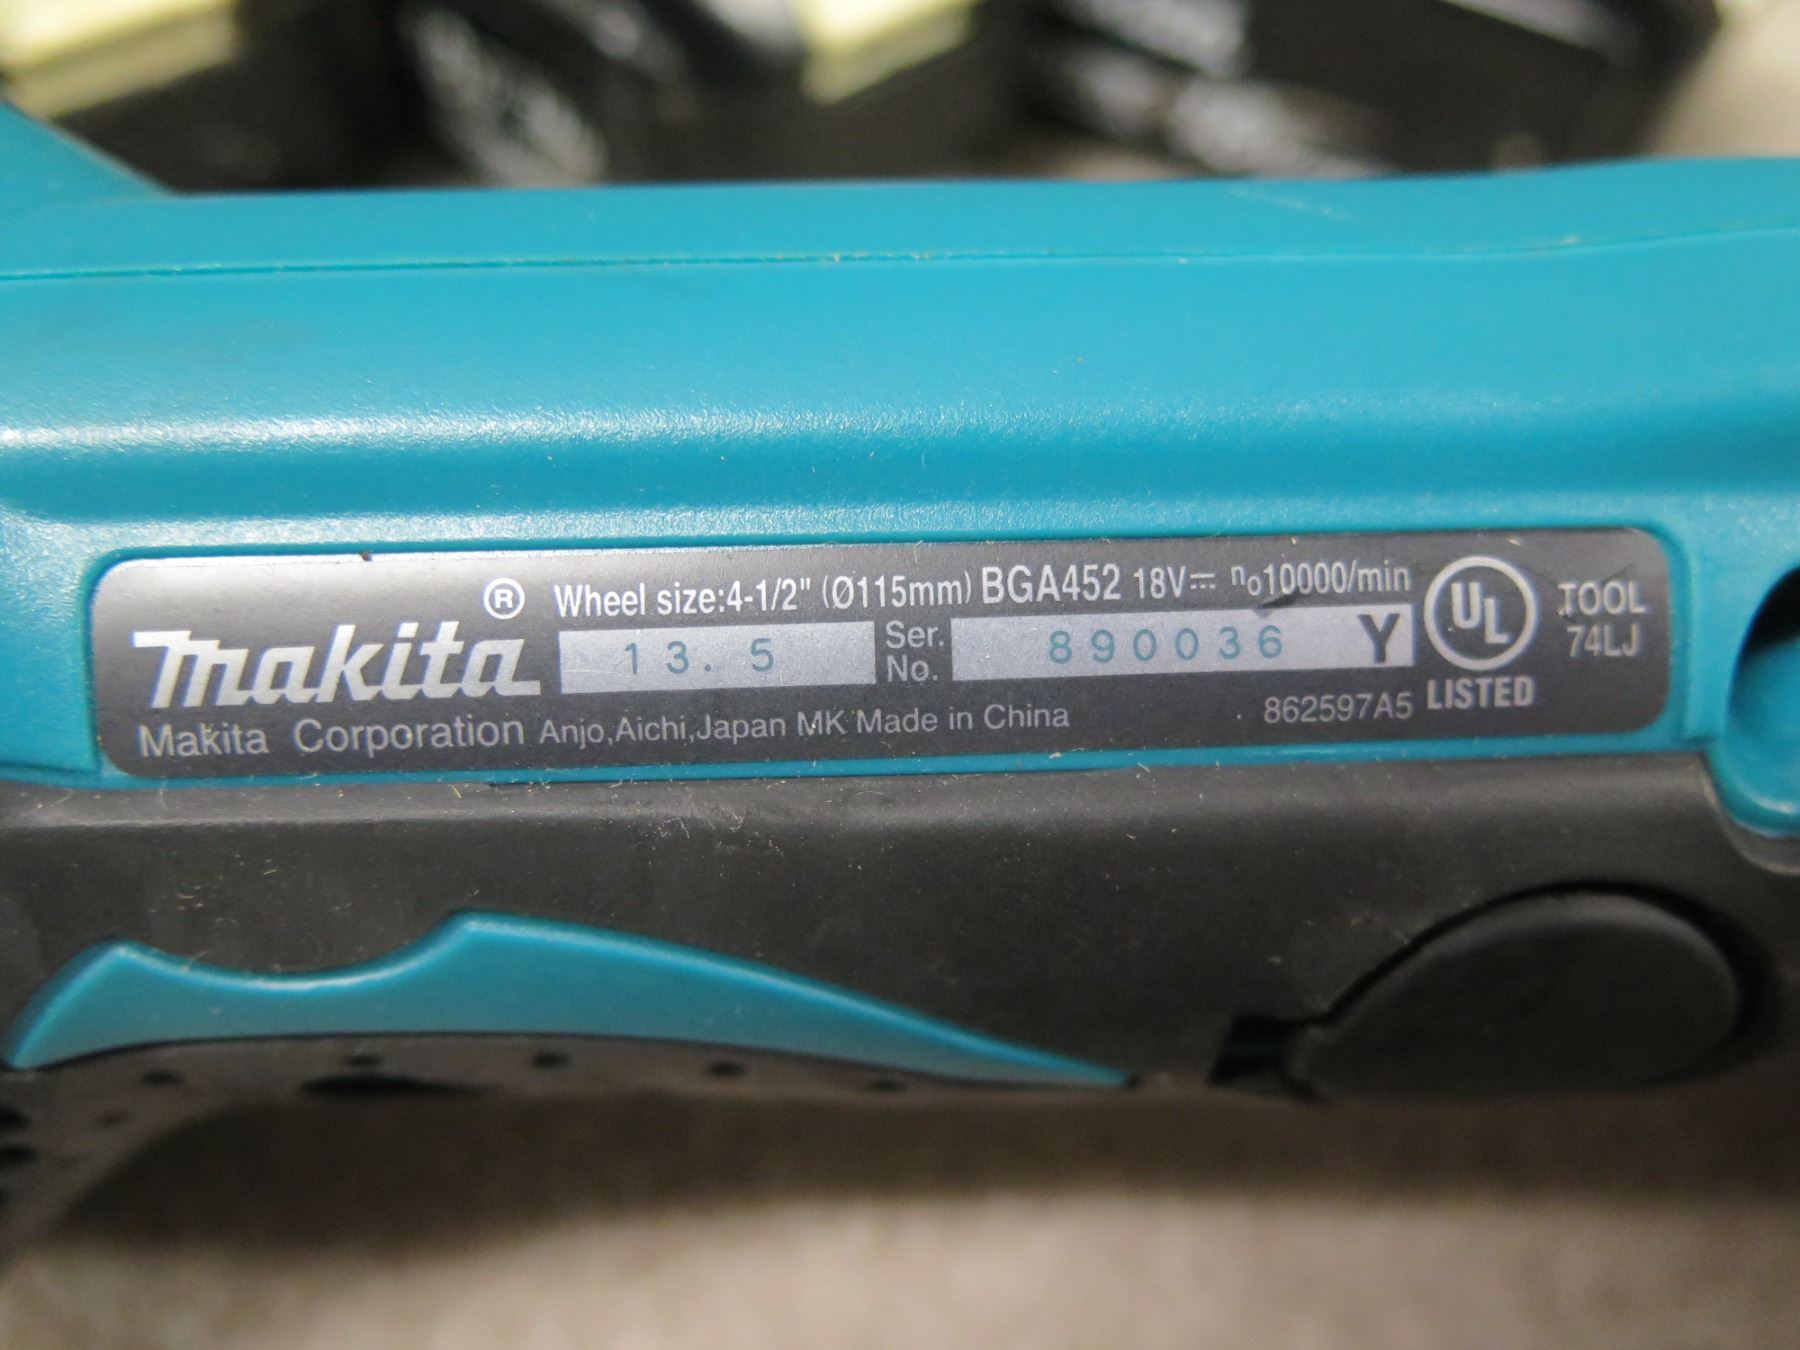 makita ® Wheel size:4-1/2" (Ø115mm) BGA452 18V⎓ n₀10000/min
13. 5 Ser. No. 890036 Y
Makita Corporation Anjo,Aichi,Japan MK Made in China 862597A5
UL
LISTED
TOOL
74LJ